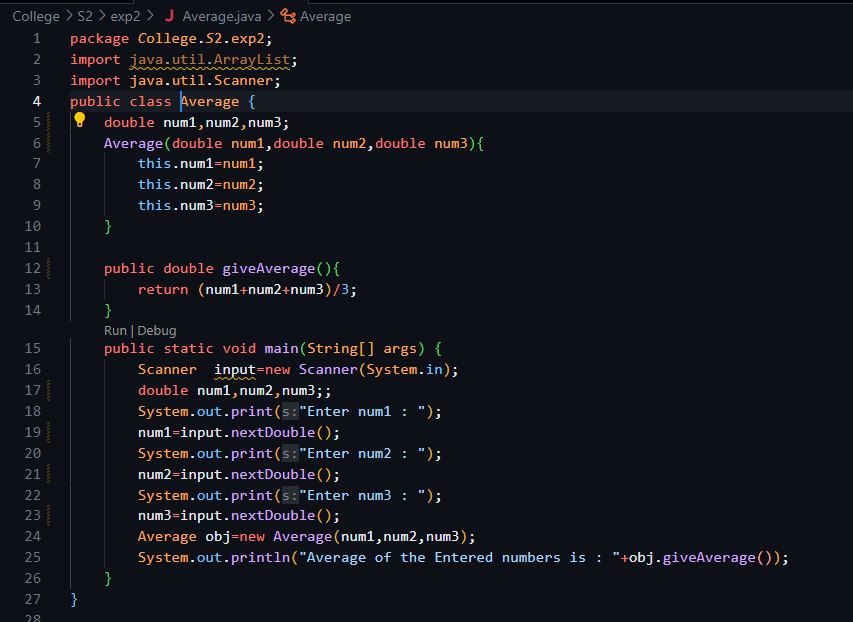 College > S2 > exp2 > J Average.java > Average
1 package College.S2.exp2;
2 import java.util.ArrayList;
3 import java.util.Scanner;
4 public class Average {
5 double num1,num2,num3;
6 Average(double num1,double num2,double num3){
7 this.num1=num1;
8 this.num2=num2;
9 this.num3=num3;
10 }
11
12 public double giveAverage(){
13 return (num1+num2+num3)/3;
14 }
Run | Debug
15 public static void main(String[] args) {
16 Scanner  input=new Scanner(System.in);
17 double num1,num2,num3;;
18 System.out.print(s:"Enter num1 : ");
19 num1=input.nextDouble();
20 System.out.print(s:"Enter num2 : ");
21 num2=input.nextDouble();
22 System.out.print(s:"Enter num3 : ");
23 num3=input.nextDouble();
24 Average obj=new Average(num1,num2,num3);
25 System.out.println("Average of the Entered numbers is : "+obj.giveAverage());
26 }
27 }
28